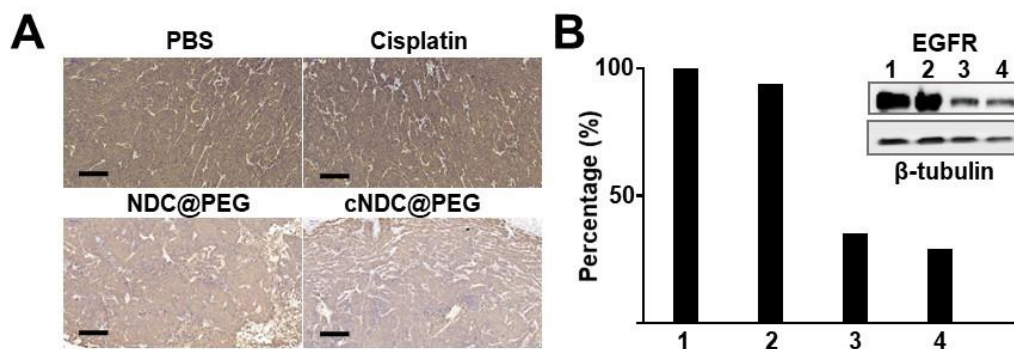 A
PBS
Cisplatin
NDC@PEG
cNDC@PEG
B
EGFR
1 2 3 4
β-tubulin
Percentage (%)
100
50
1 2 3 4